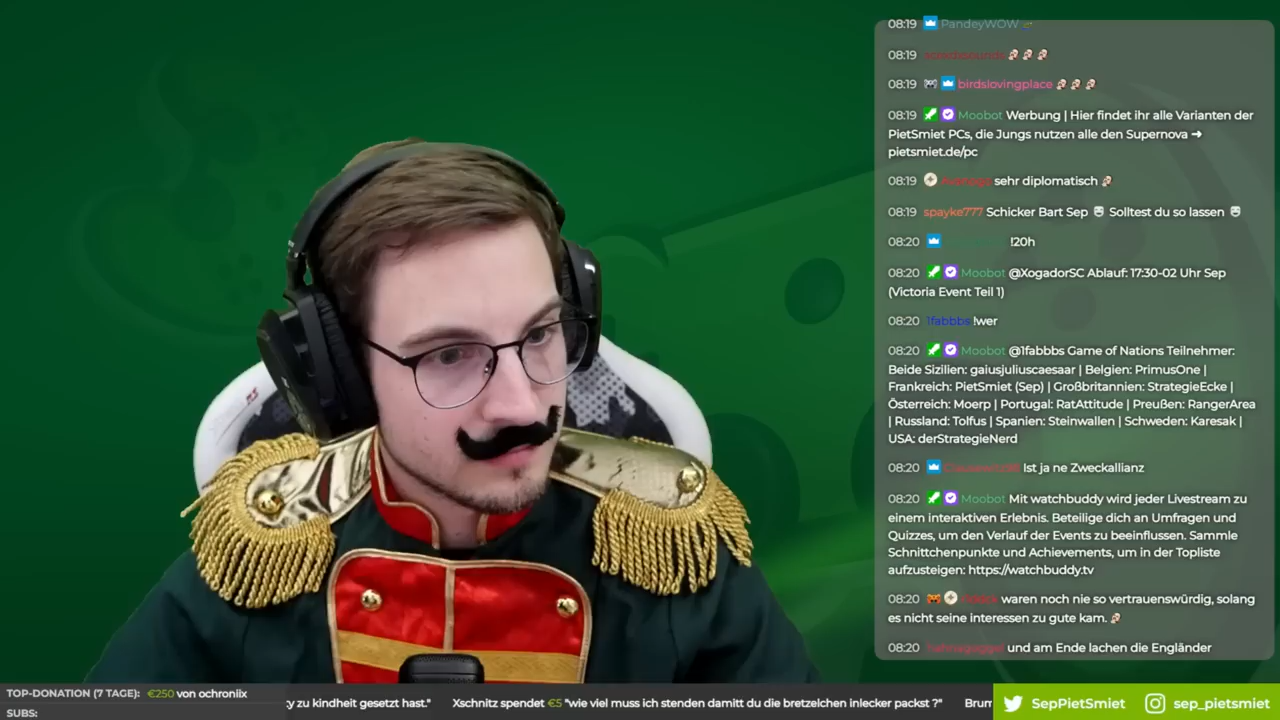 08:19 PandeyWOW
08:19
08:19 birdslovingplace
08:19 Moobot Werbung | Hier findet ihr alle Varianten der
PietSmiet PCs, die Jungs nutzen alle den Supernova ➜
pietsmiet.de/pc
08:19 sehr diplomatisch
08:19 spayke777 Schicker Bart Sep Solltest du so lassen
08:20 !20h
08:20 Moobot @XogadorSC Ablauf: 17:30-02 Uhr Sep
(Victoria Event Teil 1)
08:20 1fabbbs !wer
08:20 Moobot @1fabbbs Game of Nations Teilnehmer:
Beide Sizilien: gaiusjuliuscaesaar | Belgien: PrimusOne |
Frankreich: PietSmiet (Sep) | Großbritannien: StrategieEcke |
Österreich: Moerp | Portugal: RatAttitude | Preußen: RangerArea
| Russland: Tolfus | Spanien: Steinwallen | Schweden: Karesak |
USA: derStrategieNerd
08:20 Ist ja ne Zweckallianz
08:20 Moobot Mit watchbuddy wird jeder Livestream zu
einem interaktiven Erlebnis. Beteilige dich an Umfragen und
Quizzes, um den Verlauf der Events zu beeinflussen. Sammle
Schnittchenpunkte und Achievements, um in der Topliste
aufzusteigen: https://watchbuddy.tv
08:20 waren noch nie so vertrauenswürdig, solang
es nicht seine interessen zu gute kam.
08:20 und am Ende lachen die Engländer
TOP-DONATION (7 TAGE): €250 von ochroniix
SUBS:
zu kindheit gesetzt hast." Xschnitz spendet €5 "wie viel muss ich stenden damitt du die bretzelchen inlecker packst ?" Brum
SepPietSmiet sep_pietsmiet